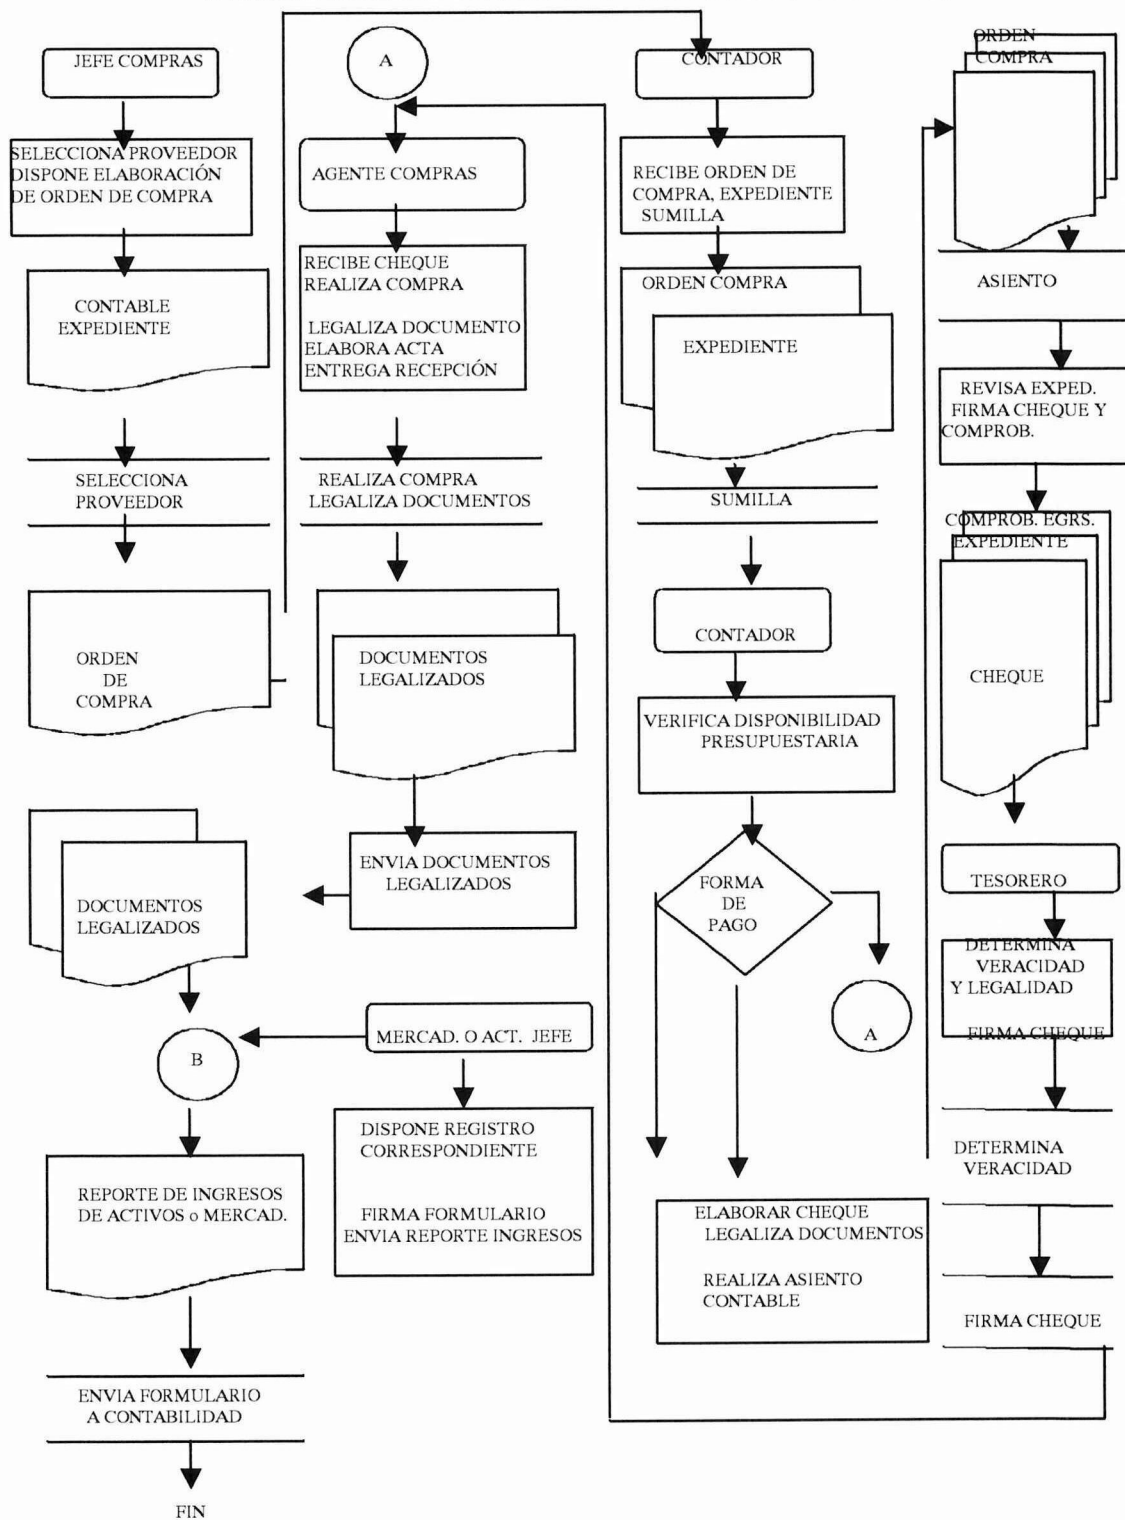 JEFE COMPRAS
SELECCIONA PROVEEDOR
DISPONE ELABORACIÓN
DE ORDEN DE COMPRA
CONTABLE
EXPEDIENTE
SELECCIONA
PROVEEDOR
ORDEN
DE
COMPRA
DOCUMENTOS
LEGALIZADOS
B
REPORTE DE INGRESOS
DE ACTIVOS o MERCAD.
ENVIA FORMULARIO
A CONTABILIDAD
FIN
A
AGENTE COMPRAS
RECIBE CHEQUE
REALIZA COMPRA
LEGALIZA DOCUMENTO
ELABORA ACTA
ENTREGA RECEPCIÓN
REALIZA COMPRA
LEGALIZA DOCUMENTOS
DOCUMENTOS
LEGALIZADOS
ENVIA DOCUMENTOS
LEGALIZADOS
MERCAD. O ACT. JEFE
DISPONE REGISTRO
CORRESPONDIENTE
FIRMA FORMULARIO
ENVIA REPORTE INGRESOS
CONTADOR
RECIBE ORDEN DE
COMPRA, EXPEDIENTE
SUMILLA
ORDEN COMPRA
EXPEDIENTE
SUMILLA
CONTADOR
VERIFICA DISPONIBILIDAD
PRESUPUESTARIA
FORMA
DE
PAGO
A
ELABORAR CHEQUE
LEGALIZA DOCUMENTOS
REALIZA ASIENTO
CONTABLE
ORDEN
COMPRA
ASIENTO
REVISA EXPED.
FIRMA CHEQUE Y
COMPROB.
COMPROB. EGRS.
EXPEDIENTE
CHEQUE
TESORERO
DETERMINA
VERACIDAD
Y LEGALIDAD
FIRMA CHEQUE
DETERMINA
VERACIDAD
FIRMA CHEQUE